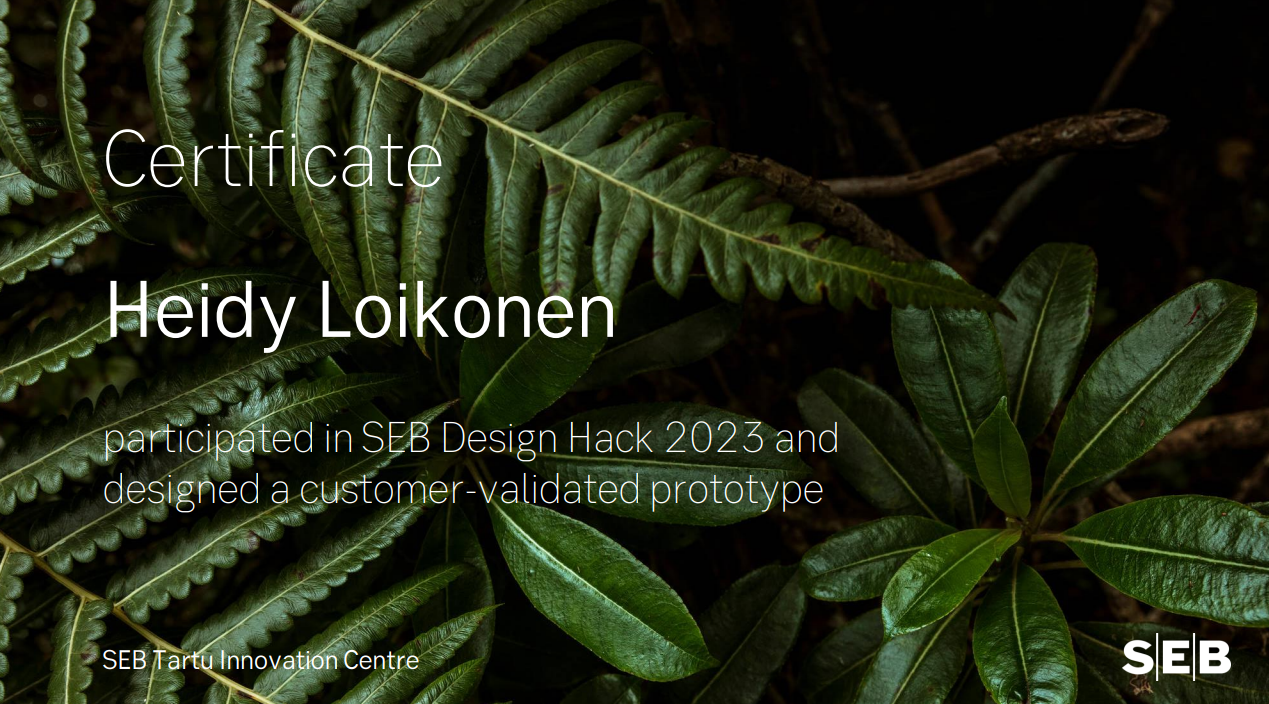 Certificate
Heidy Loikonen
participated in SEB Design Hack 2023 and
designed a customer-validated prototype
SEB Tartu Innovation Centre
SEB